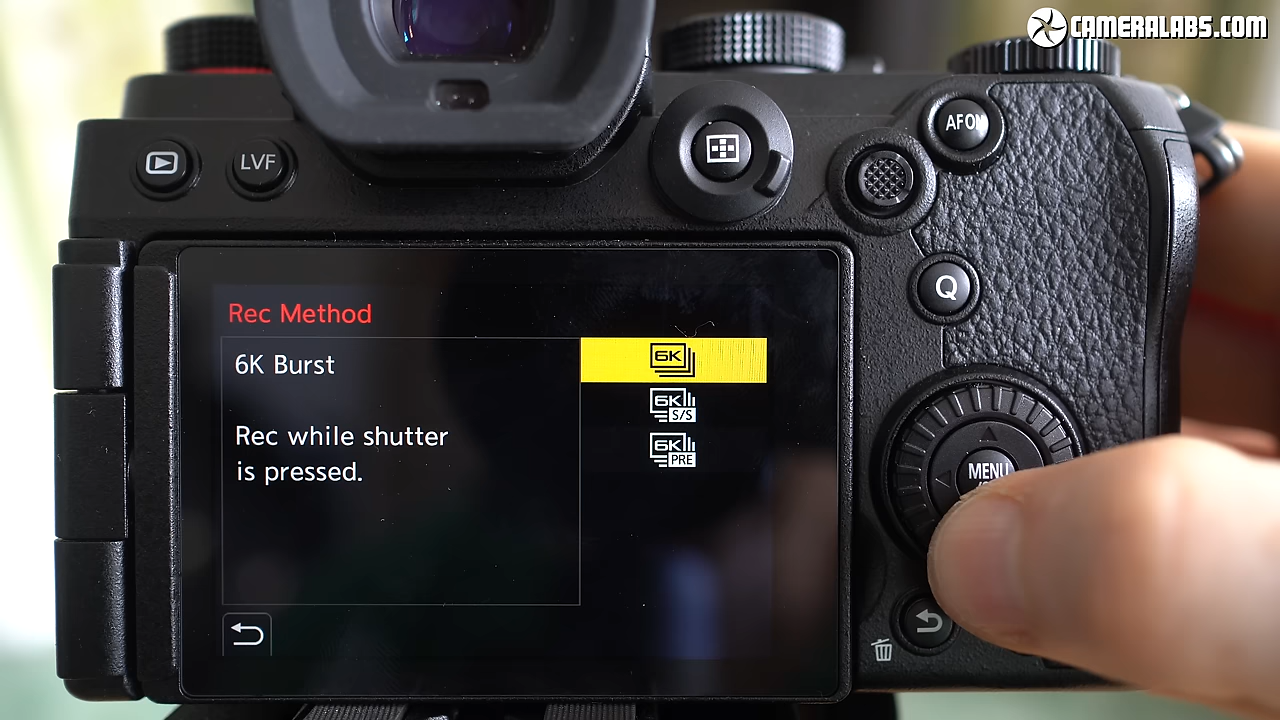 CAMERALABS.COM
AF ON
LVF
Q
Rec Method
6K Burst
6K
6K S/S
Rec while shutter
is pressed.
6K PRE
MENU